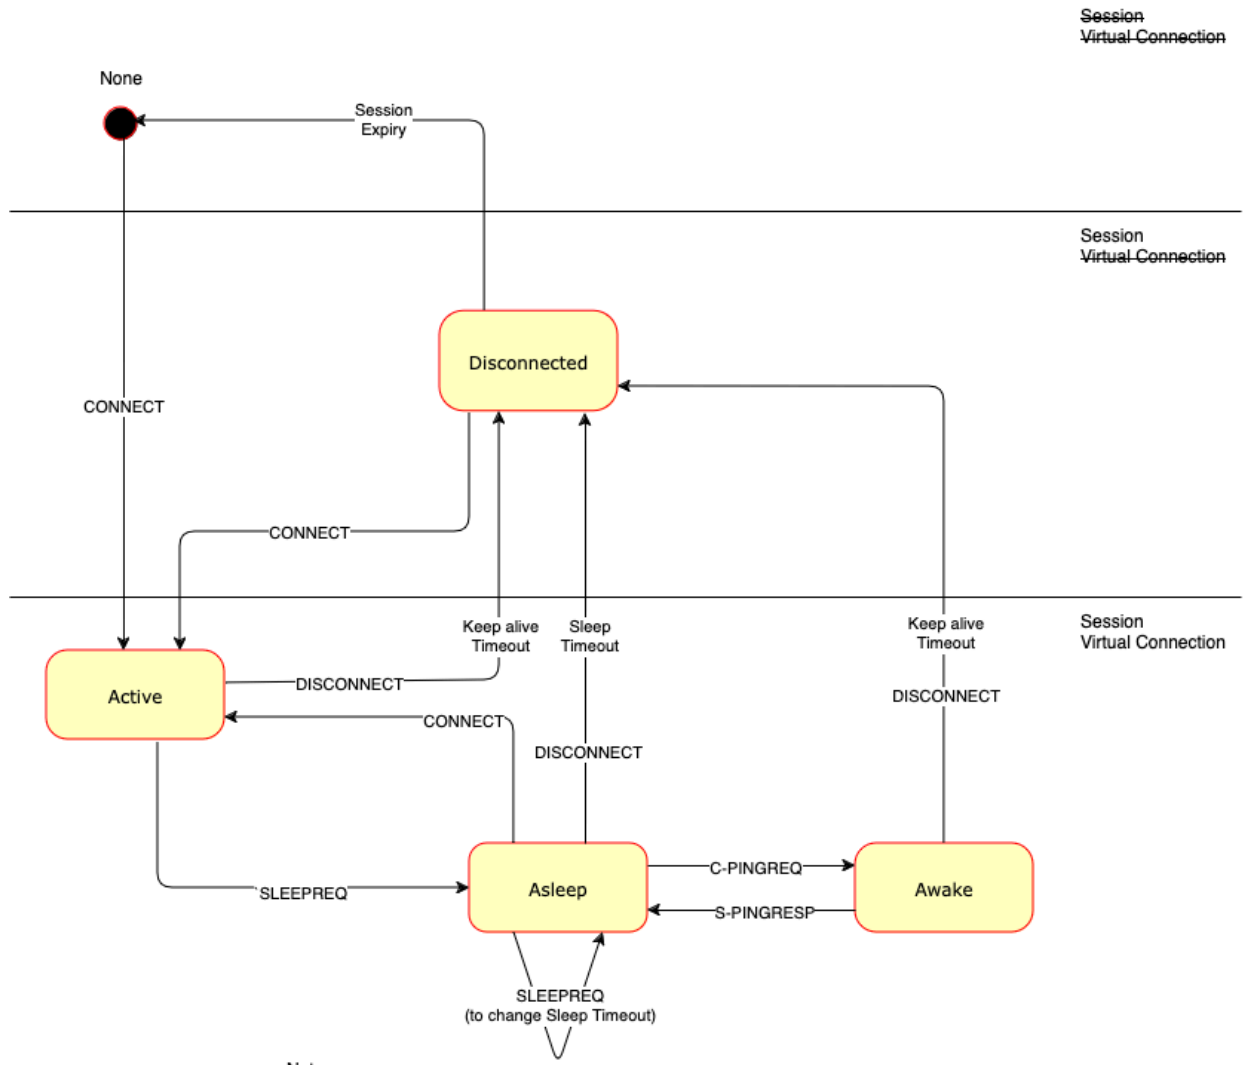 Session
Virtual Connection
None
Session
Expiry
Session
Virtual Connection
Disconnected
CONNECT
CONNECT
Keep alive
Timeout
Sleep
Timeout
Keep alive
Timeout
Session
Virtual Connection
Active
DISCONNECT
DISCONNECT
CONNECT
DISCONNECT
C-PINGREQ
Asleep
Awake
SLEEPREQ
S-PINGRESP
SLEEPREQ
(to change Sleep Timeout)